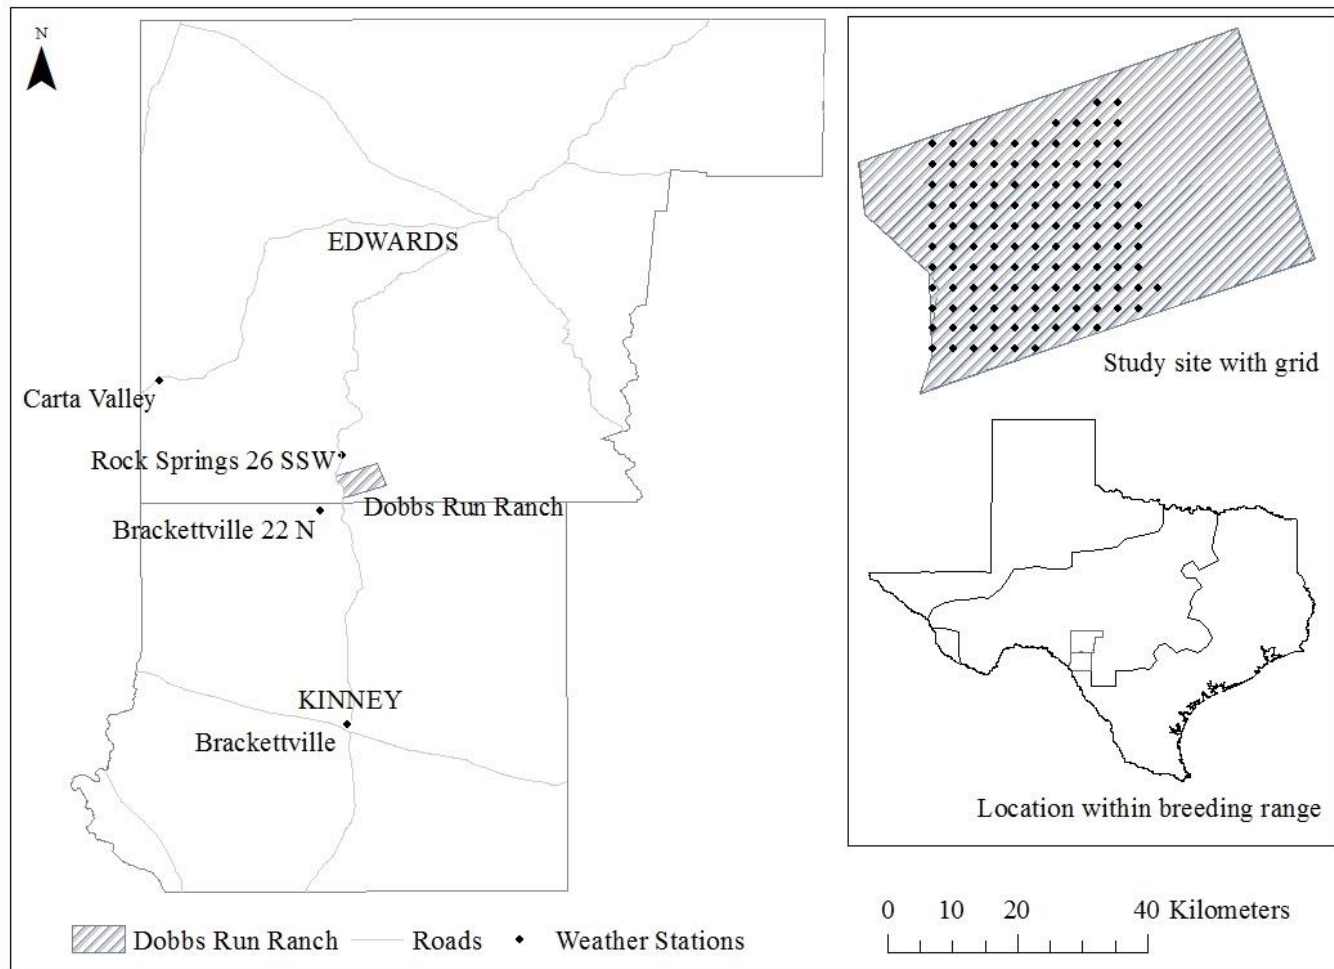 N
EDWARDS
Carta Valley
Rock Springs 26 SSW
Dobbs Run Ranch
Brackettville 22 N
KINNEY
Brackettville
Study site with grid
Location within breeding range
0 10 20 40 Kilometers
Dobbs Run Ranch Roads Weather Stations